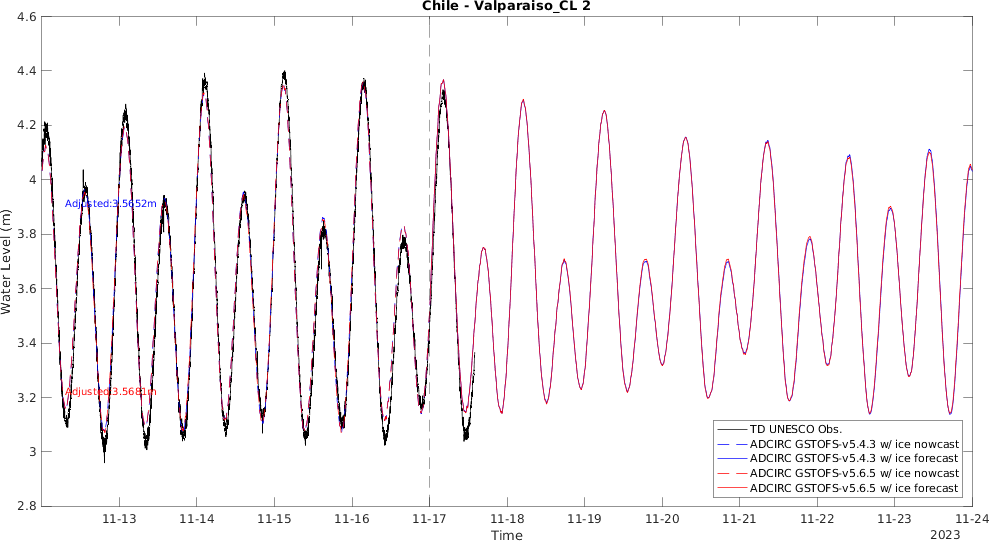 Chile - Valparaiso_CL 2
4.6
4.4
4.2
4
3.8
3.6
3.4
3.2
3
2.8
Water Level (m)
Adjusted:3.5652m
Adjusted:3.5681m
TD UNESCO Obs.
ADCIRC GSTOFS-v5.4.3 w/ ice nowcast
ADCIRC GSTOFS-v5.4.3 w/ ice forecast
ADCIRC GSTOFS-v5.6.5 w/ ice nowcast
ADCIRC GSTOFS-v5.6.5 w/ ice forecast
11-13 11-14 11-15 11-16 11-17 11-18 11-19 11-20 11-21 11-22 11-23 11-24
Time
2023